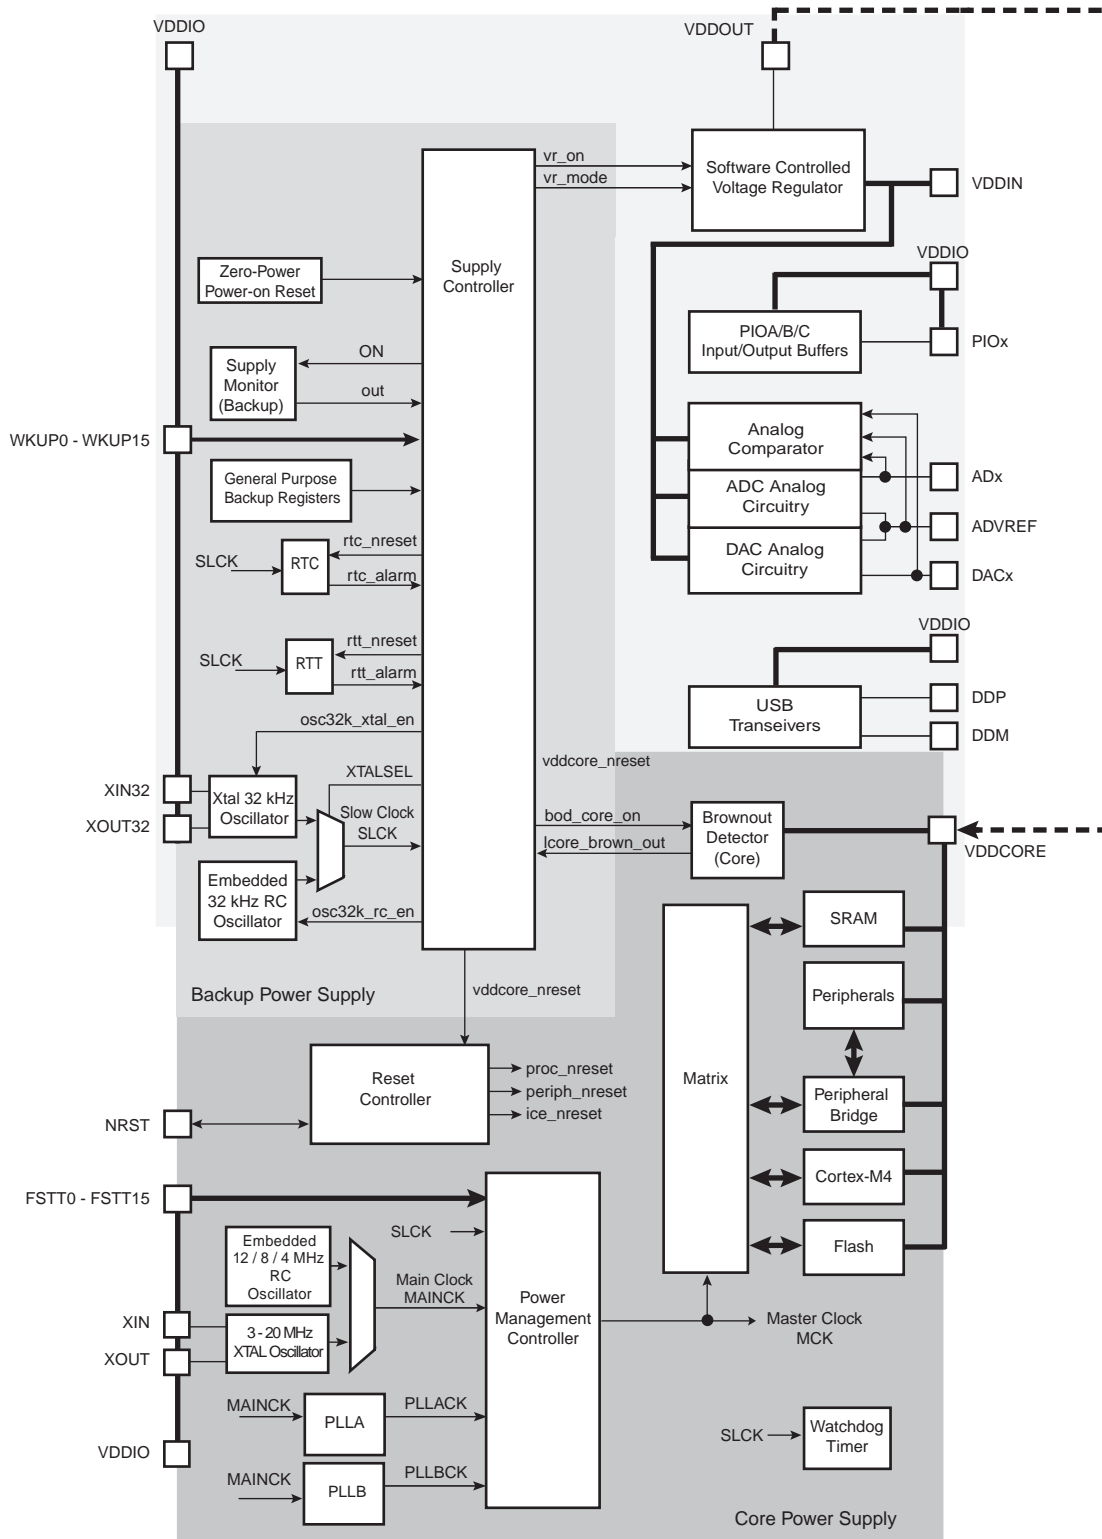 VDDIO
VDDOUT
vr_on
vr_mode
Software Controlled
Voltage Regulator
VDDIN
Supply
Controller
Zero-Power
Power-on Reset
VDDIO
PIOA/B/C
Input/Output Buffers
PIOx
Supply
Monitor
(Backup)
ON
out
WKUP0 - WKUP15
General Purpose
Backup Registers
Analog
Comparator
ADC Analog
Circuitry
DAC Analog
Circuitry
ADx
ADVREF
DACx
SLCK
RTC
rtc_nreset
rtc_alarm
SLCK
RTT
rtt_nreset
rtt_alarm
VDDIO
USB
Transeivers
DDP
DDM
osc32k_xtal_en
vddcore_nreset
XTALSEL
XIN32
XOUT32
Xtal 32 kHz
Oscillator
Slow Clock
SLCK
bod_core_on
lcore_brown_out
Brownout
Detector
(Core)
VDDCORE
Embedded
32 kHz RC
Oscillator
osc32k_rc_en
SRAM
Backup Power Supply
vddcore_nreset
Peripherals
Matrix
Reset
Controller
proc_nreset
periph_nreset
ice_nreset
NRST
Peripheral
Bridge
Cortex-M4
Flash
FSTT0 - FSTT15
SLCK
Embedded
12 / 8 / 4 MHz
RC
Oscillator
Main Clock
MAINCK
Power
Management
Controller
XIN
XOUT
3 - 20 MHz
XTAL Oscillator
Master Clock
MCK
MAINCK
PLLA
PLLACK
VDDIO
MAINCK
PLLB
PLLBCK
SLCK
Watchdog
Timer
Core Power Supply